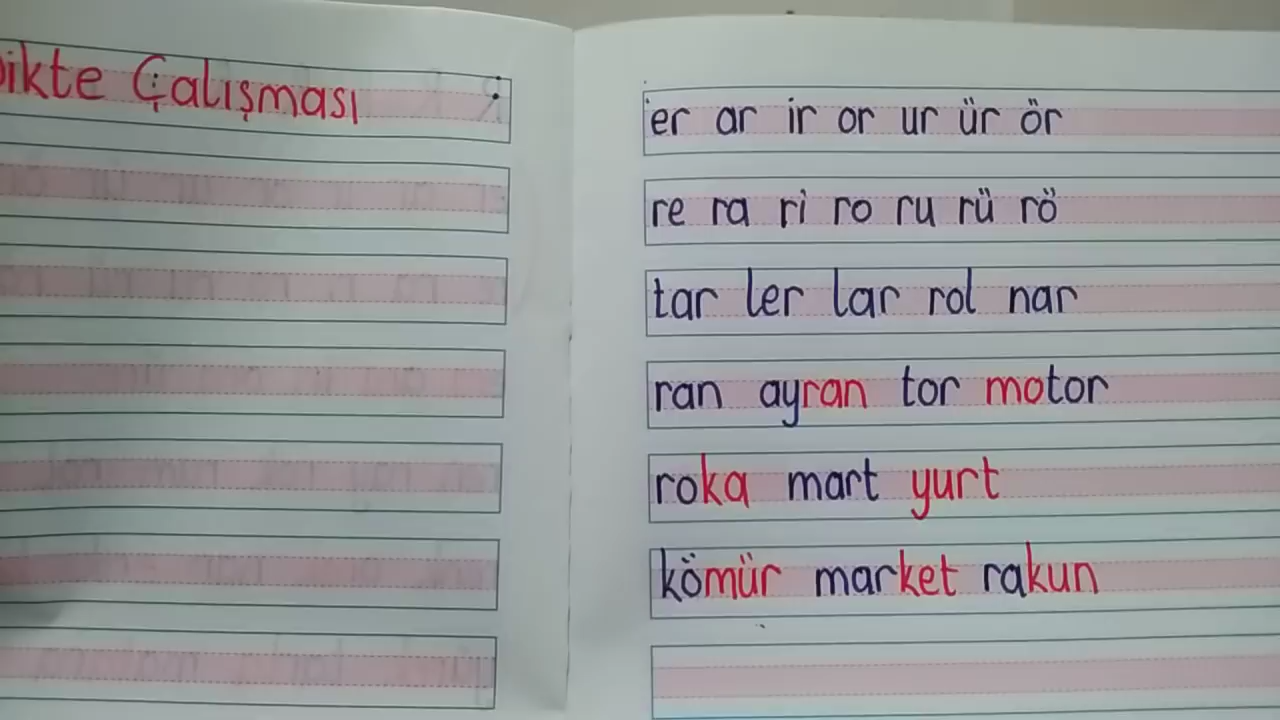 ikte Çalışması
er ar ir or ur ür ör
re ra ri ro ru rü rö
tar ler lar rol nar
ran ayran tor motor
roka mart yurt
kömür market rakun